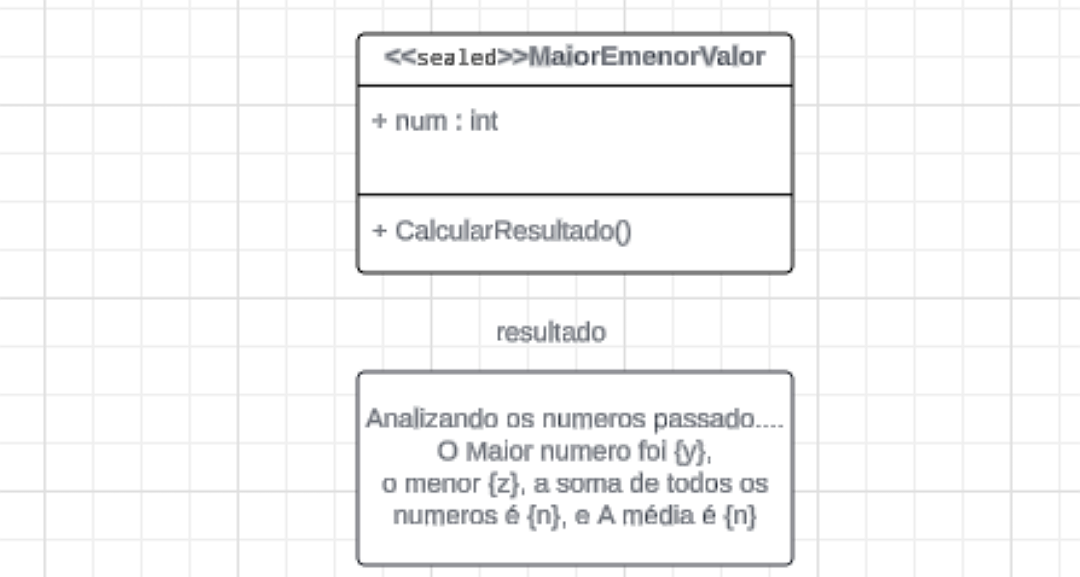 <<sealed>>MaiorEmenorValor
+ num : int
+ CalcularResultado()
resultado
Analizando os numeros passado....
O Maior numero foi {y},
o menor {z}, a soma de todos os
numeros é {n}, e A média é {n}